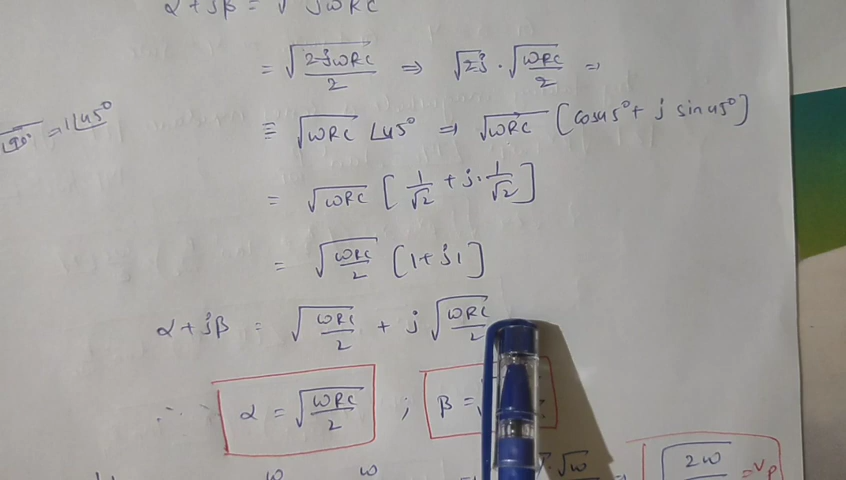 α + jβ = √jωRC
= √(2jωRC/2) ⇒ √2j · √(ωRC/2) ⇒
√∠90° = 1∠45°
≡ √ωRC ∠45° ⇒ √ωRC [cos45° + j sin45°]
= √ωRC [1/√2 + j · 1/√2]
= √(ωRC/2) [1 + j1]
α + jβ = √(ωRC/2) + j √(ωRC/2)
∴ α = √(ωRC/2) ; β =
ω ω √ω ⇒ √2ω = Vp